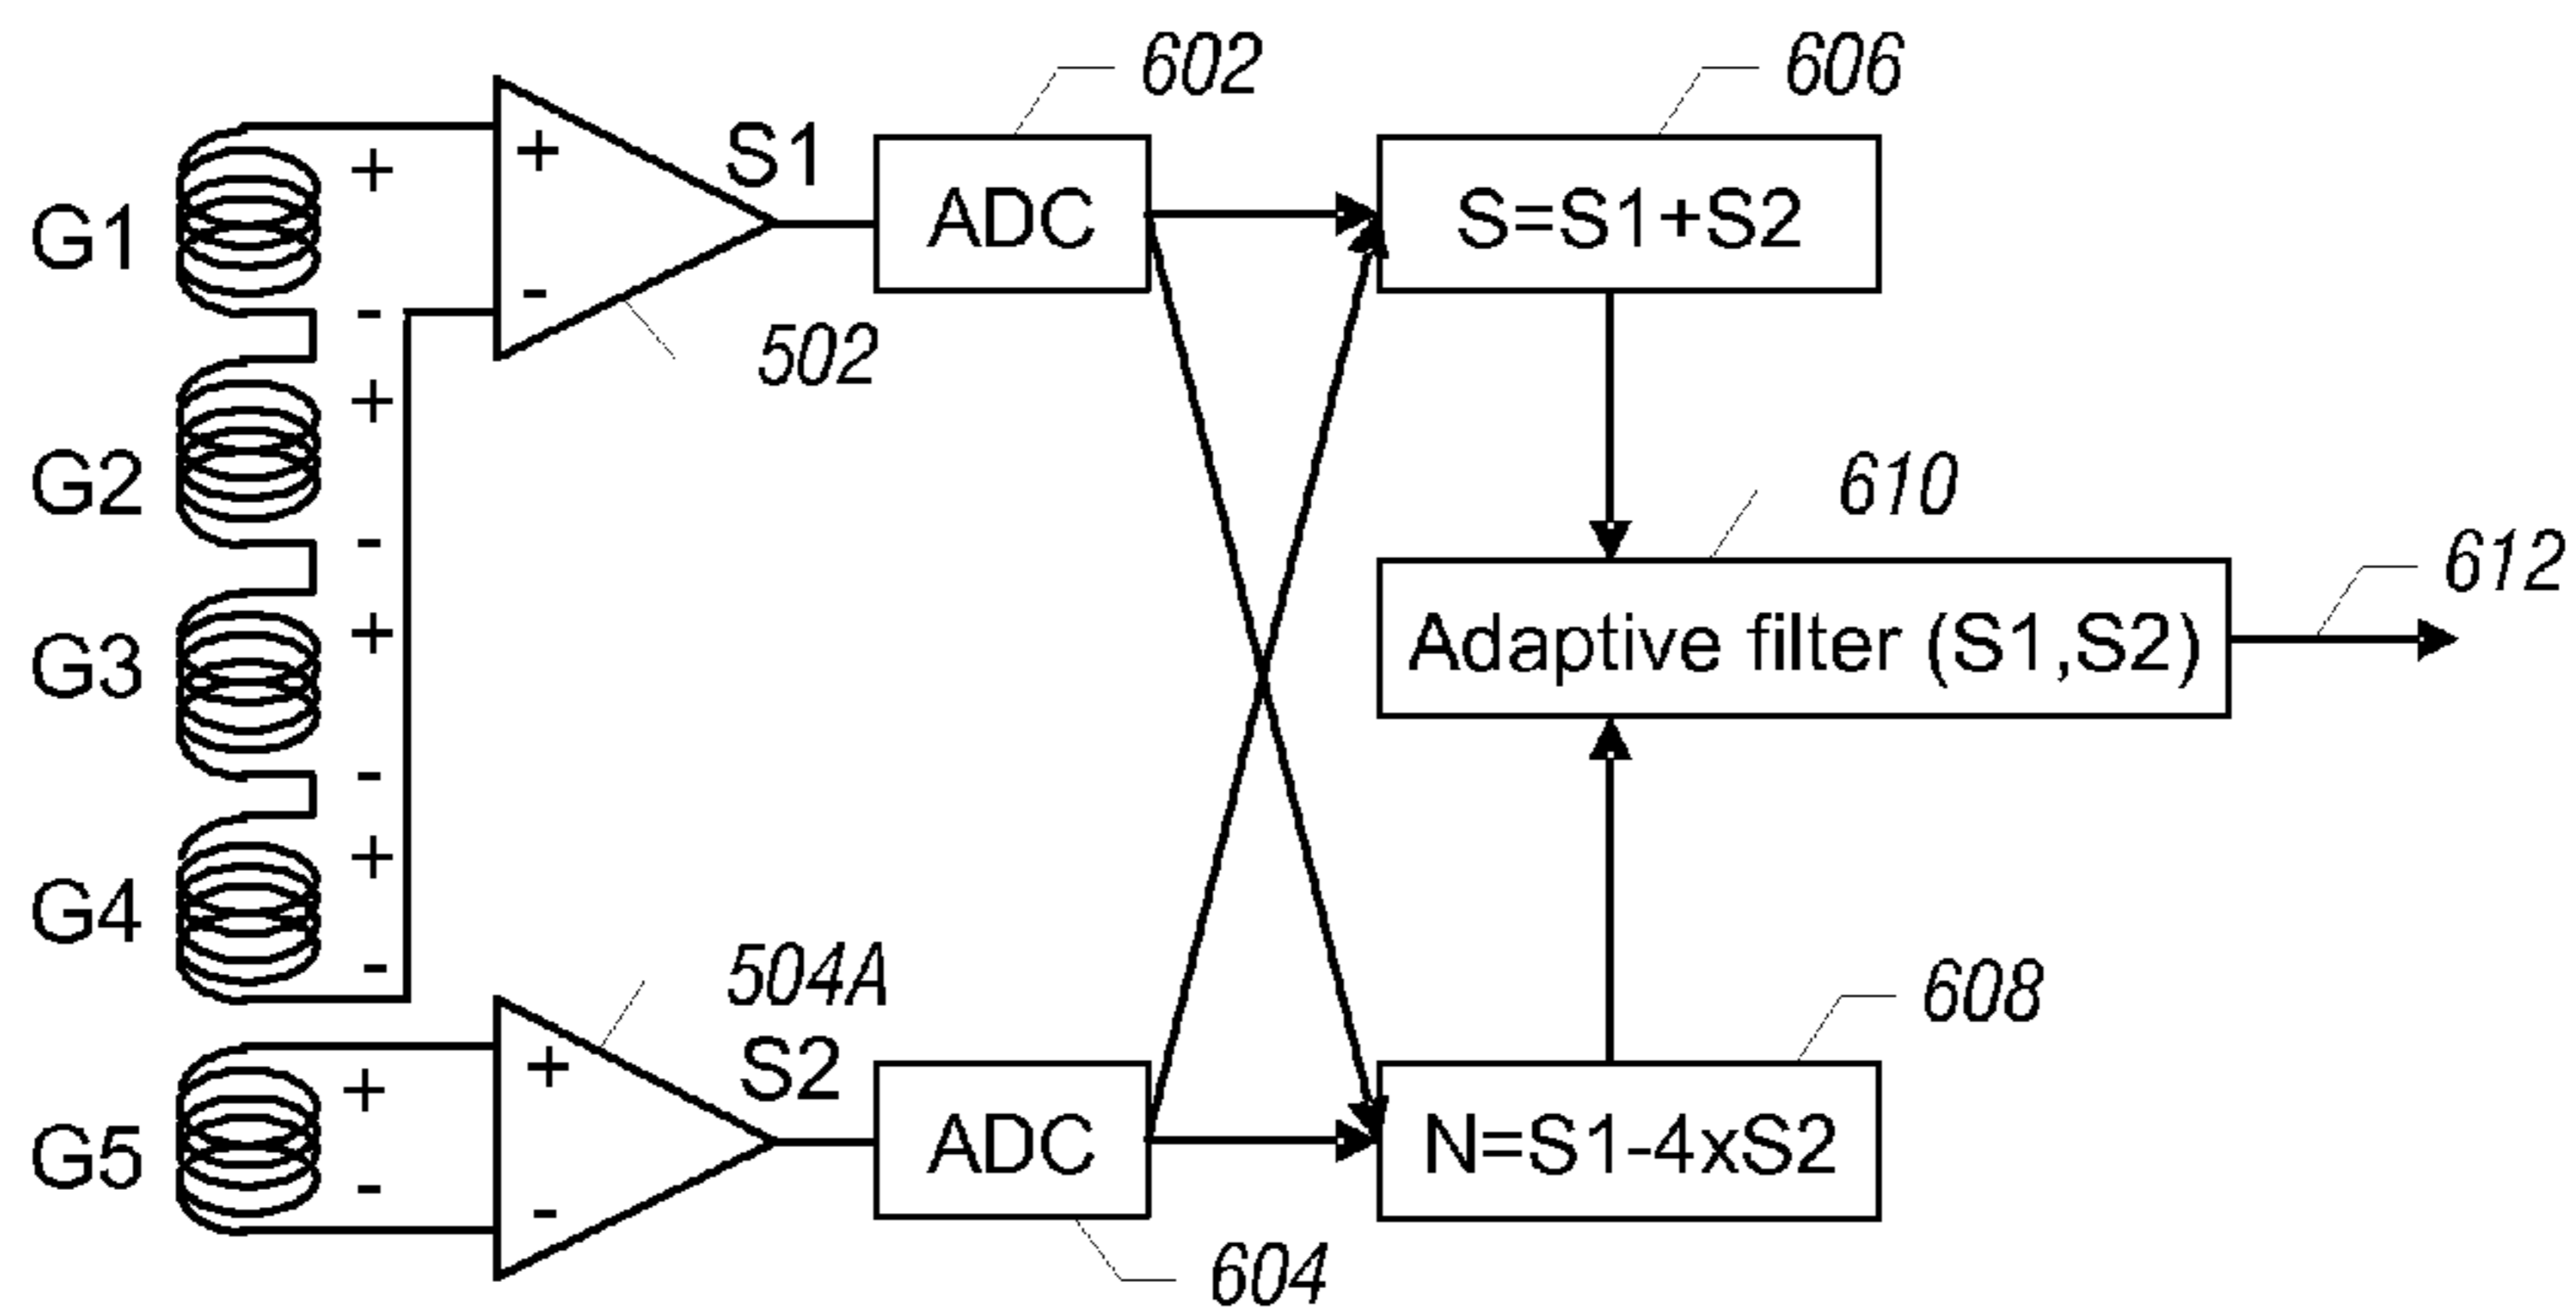 602
606
G1
+
-
+
-
S1
ADC
S=S1+S2
502
G2
+
-
610
612
G3
+
-
Adaptive filter (S1,S2)
G4
+
-
504A
608
G5
+
-
+
-
S2
ADC
N=S1-4xS2
604